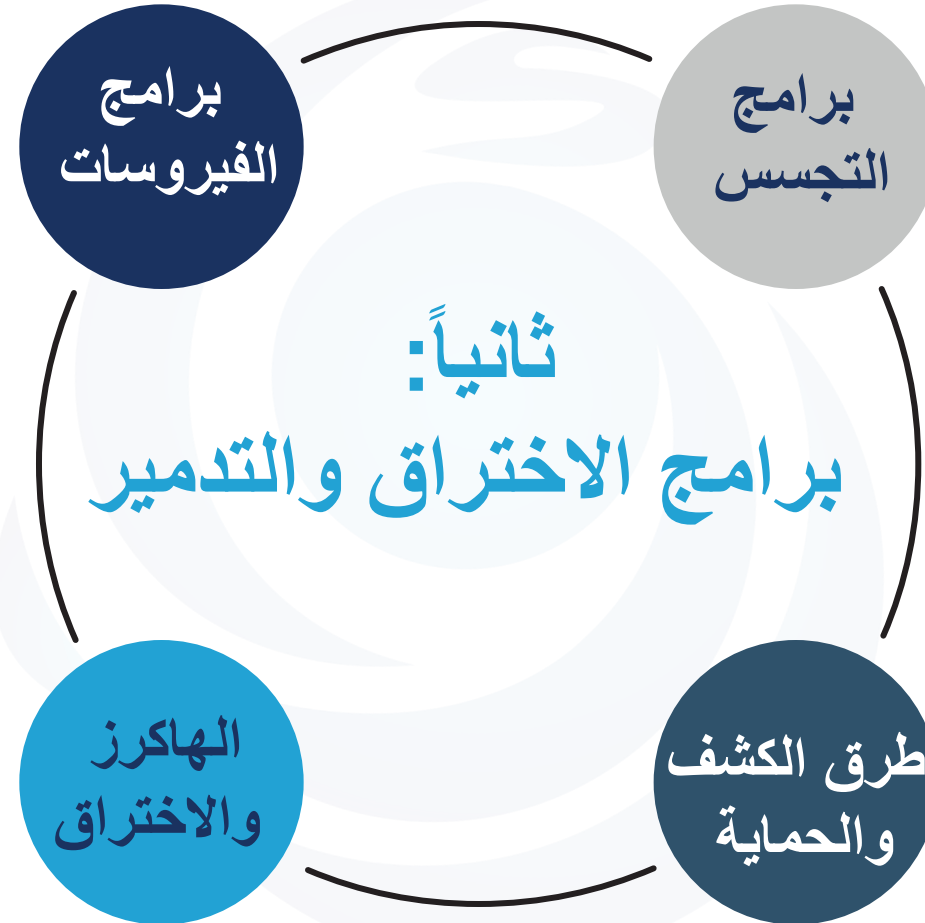 برامج
التجسس
برامج
الفيروسات
ثانياً:
برامج الاختراق والتدمير
طرق الكشف
والحماية
الهاكرز
والاختراق